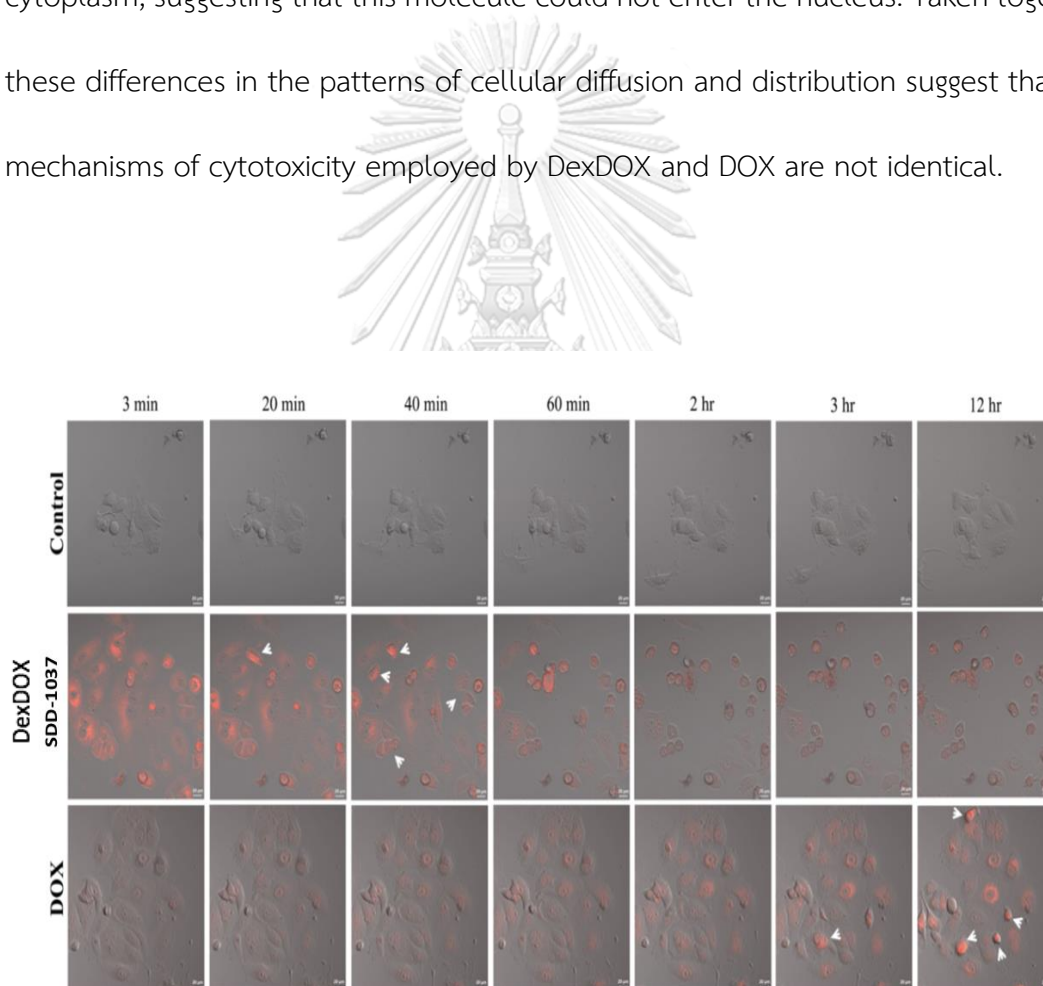 cytoplasm, suggesting that this molecule could not enter the nucleus. Taken toge
these differences in the patterns of cellular diffusion and distribution suggest tha
mechanisms of cytotoxicity employed by DexDOX and DOX are not identical.
3 min 20 min 40 min 60 min 2 hr 3 hr 12 hr
Control
DexDOX
SDD-1037
DOX